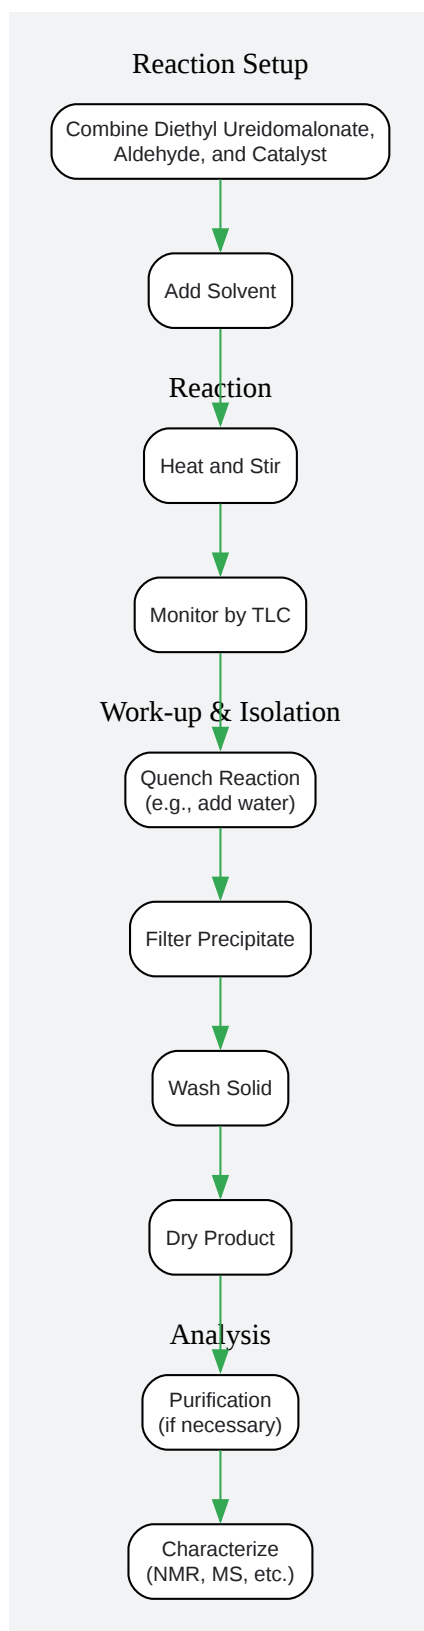 Reaction Setup
Combine Diethyl Ureidomalonate,
Aldehyde, and Catalyst
Add Solvent
Reaction
Heat and Stir
Monitor by TLC
Work-up & Isolation
Quench Reaction
(e.g., add water)
Filter Precipitate
Wash Solid
Dry Product
Analysis
Purification
(if necessary)
Characterize
(NMR, MS, etc.)